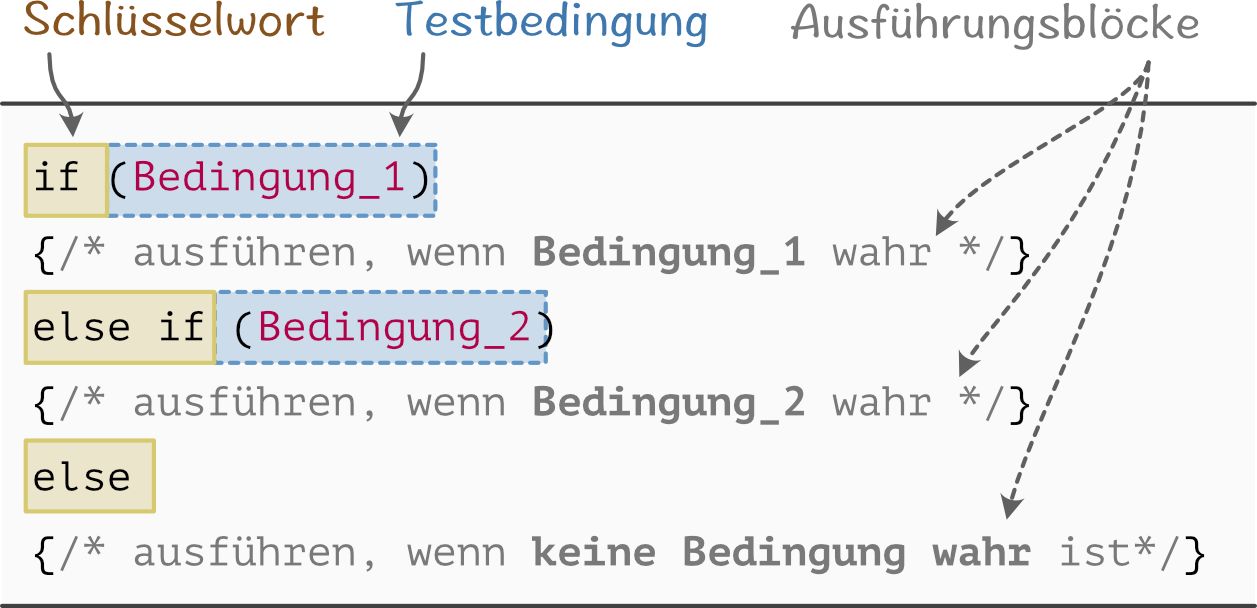 Schlüsselwort Testbedingung Ausführungsblöcke
if (Bedingung_1)
{/* ausführen, wenn Bedingung_1 wahr */}
else if (Bedingung_2)
{/* ausführen, wenn Bedingung_2 wahr */}
else
{/* ausführen, wenn keine Bedingung wahr ist*/}